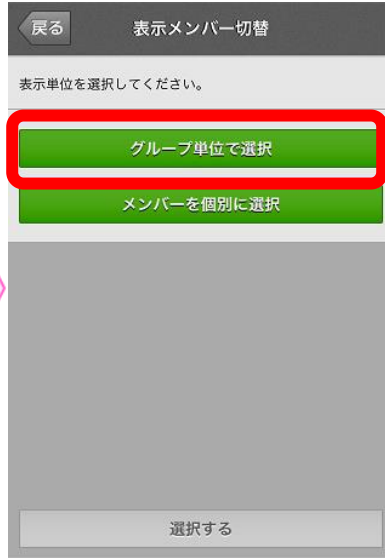 戻る
表示メンバー切替
表示単位を選択してください。
グループ単位で選択
メンバーを個別に選択
選択する